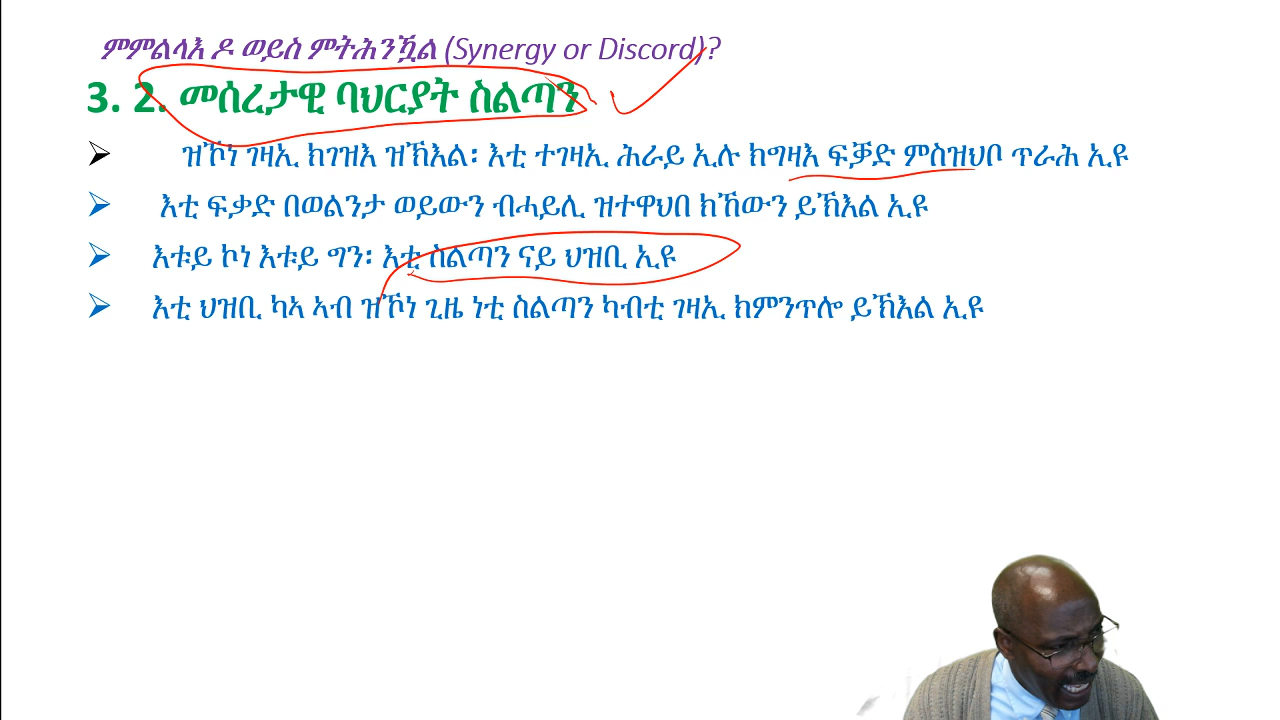 ምምልላእ ዶ ወይስ ምትሕንኳል (Synergy or Discord)?
3. 2. መሰረታዊ ባህርያት ስልጣን
ዝኾነ ገዛኢ ክገዝእ ዝኽእል፡ እቲ ተገዛኢ ሕራይ ኢሉ ክግዛእ ፍቓድ ምስዝህቦ ጥራሕ ኢዩ
እቲ ፍቃድ በወልንታ ወይውን ብሓይሊ ዝተዋህበ ክኸውን ይኽእል ኢዩ
እቱይ ኮነ እቱይ ግን፡ እቲ ስልጣን ናይ ህዝቢ ኢዩ
እቲ ህዝቢ ካኣ ኣብ ዝኾነ ጊዜ ነቲ ስልጣን ካብቲ ገዛኢ ክምንጥሎ ይኽእል ኢዩ